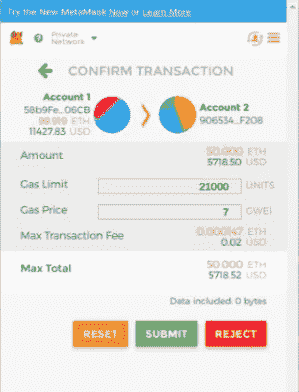 Try the New MetaMask Now or Learn More
Private
Network
CONFIRM TRANSACTION
Account 1
58b9Fe...06CB
99.999 ETH
11427.83 USD
Account 2
906534...F208
Amount
50.000 ETH
5718.50 USD
Gas Limit
21000 UNITS
Gas Price
7 GWEI
Max Transaction Fee
0.000147 ETH
0.02 USD
Max Total
50.000 ETH
5718.52 USD
Data included: 0 bytes
RESET SUBMIT REJECT